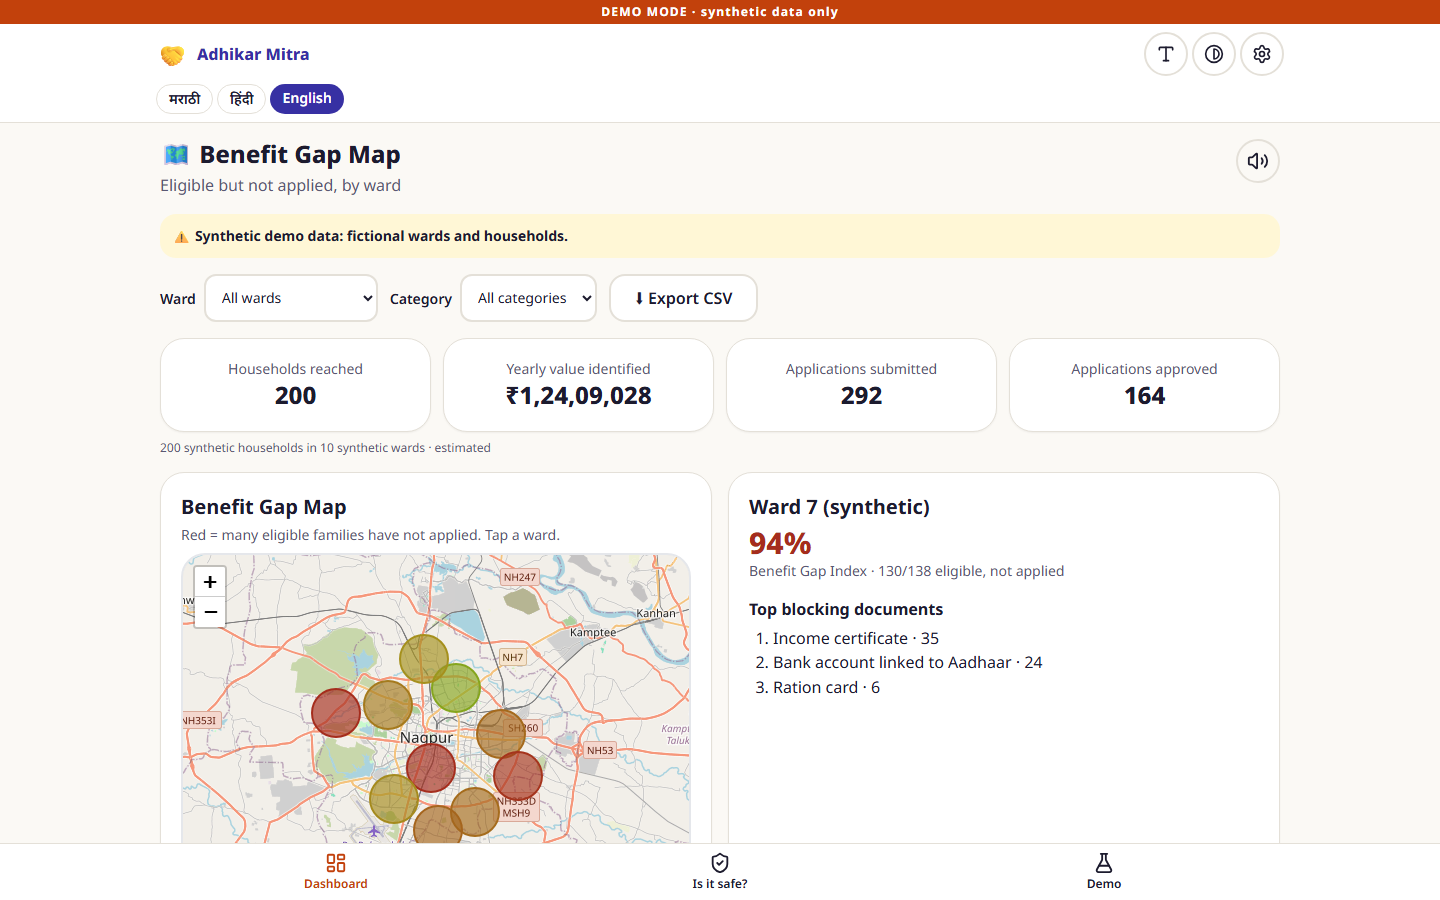 DEMO MODE · synthetic data only
Adhikar Mitra
मराठी
हिंदी
English
Benefit Gap Map
Eligible but not applied, by ward
Synthetic demo data: fictional wards and households.
Ward
All wards
Category
All categories
⬇ Export CSV
Households reached
200
Yearly value identified
₹1,24,09,028
Applications submitted
292
Applications approved
164
200 synthetic households in 10 synthetic wards · estimated
Benefit Gap Map
Red = many eligible families have not applied. Tap a ward.
+
−
NH247
Kanhan
Kamptee
NH7
NH353I
Nagpur
SH260
NH53
NH353D
MSH9
Ward 7 (synthetic)
94%
Benefit Gap Index · 130/138 eligible, not applied
Top blocking documents
1. Income certificate · 35
2. Bank account linked to Aadhaar · 24
3. Ration card · 6
Dashboard
Is it safe?
Demo